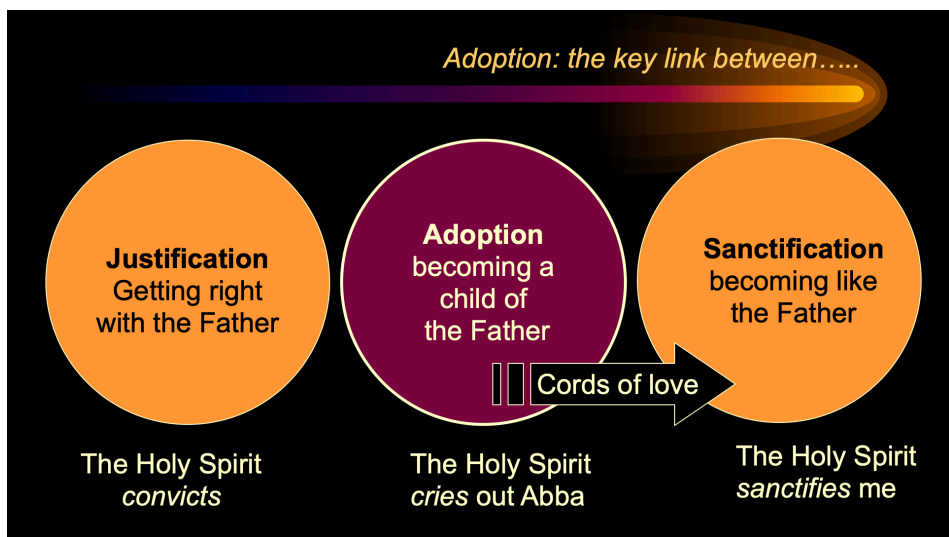 Adoption: the key link between…..
Justification
Getting right
with the Father
Adoption
becoming a
child of
the Father
Sanctification
becoming like
the Father
Cords of love
The Holy Spirit
convicts
The Holy Spirit
cries out Abba
The Holy Spirit
sanctifies me